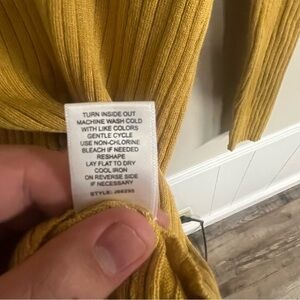 TURN INSIDE OUT
MACHINE WASH COLD
WITH LIKE COLORS
GENTLE CYCLE
USE NON-CHLORINE
BLEACH IF NEEDED
RESHAPE
LAY FLAT TO DRY
COOL IRON
ON REVERSE SIDE
IF NECESSARY
STYLE: